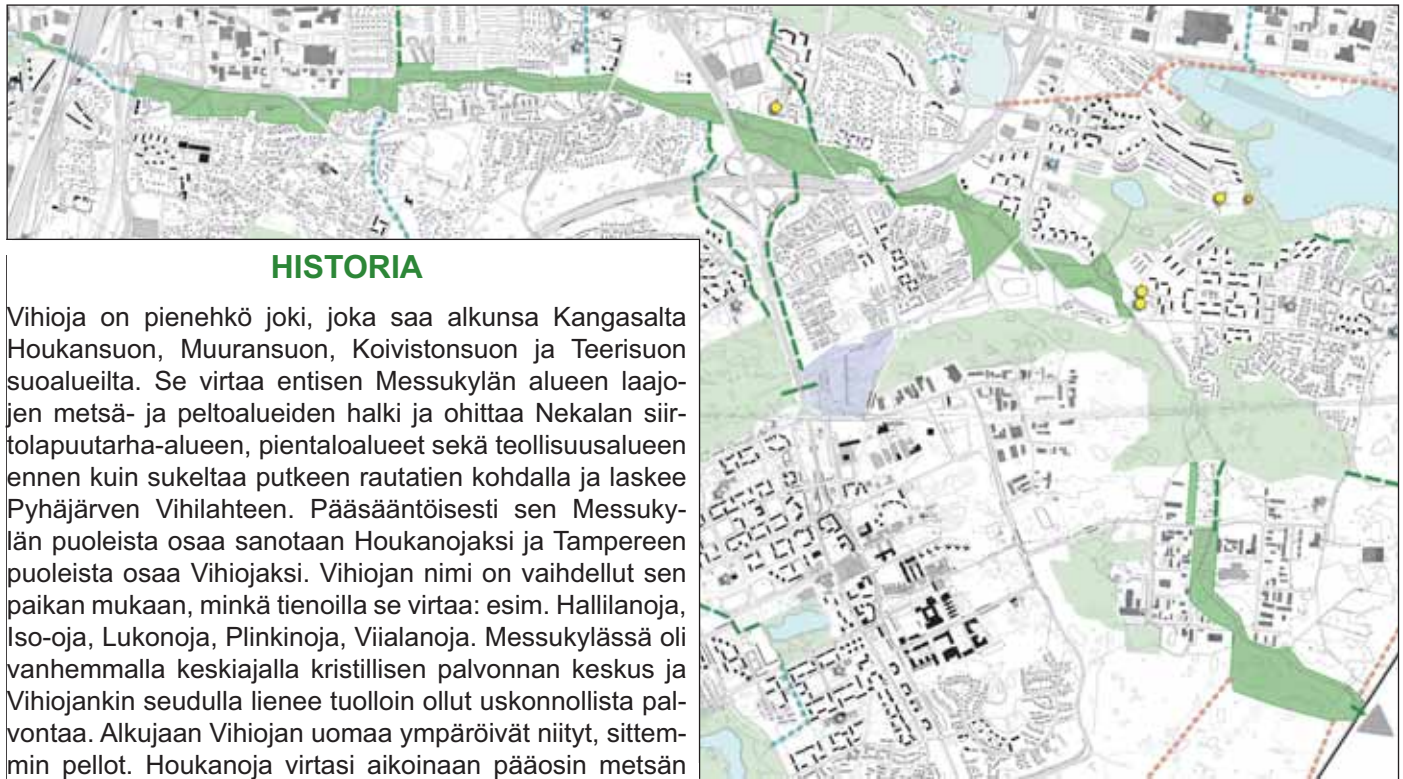 HISTORIA
Vihioja on pienehkö joki, joka saa alkunsa Kangasalta
Houkansuon, Muuransuon, Koivistonsuon ja Teerisuon
suoalueilta. Se virtaa entisen Messukylän alueen laajo-
jen metsä- ja peltoalueiden halki ja ohittaa Nekalan siir-
tolapuutarha-alueen, pientaloalueet sekä teollisuusalueen
ennen kuin sukeltaa putkeen rautatien kohdalla ja laskee
Pyhäjärven Vihilahteen. Pääsääntöisesti sen Messuky-
län puoleista osaa sanotaan Houkanojaksi ja Tampereen
puoleista osaa Vihiojaksi. Vihiojan nimi on vaihdellut sen
paikan mukaan, minkä tienoilla se virtaa: esim. Hallilanoja,
Iso-oja, Lukonoja, Plinkinoja, Viialanoja. Messukylässä oli
vanhemmalla keskiajalla kristillisen palvonnan keskus ja
Vihiojankin seudulla lienee tuolloin ollut uskonnollista pal-
vontaa. Alkujaan Vihiojan uomaa ympäröivät niityt, sittem-
min pellot. Houkanoja virtasi aikoinaan pääosin metsän